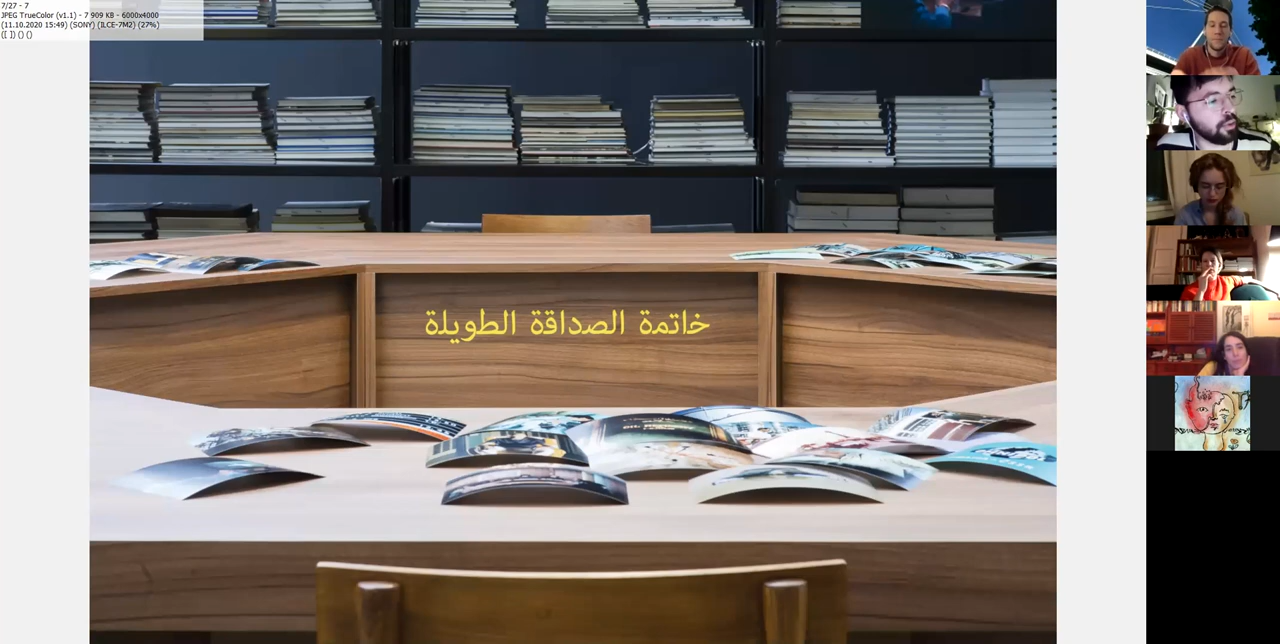 7/27 - 7
JPEG TrueColor (v1.1) - 7 909 KB - 6000x4000
(11.10.2020 15:49) (SONY) (ILCE-7M2) (27%)
([ ]) () ()
خاتمة الصداقة الطويلة